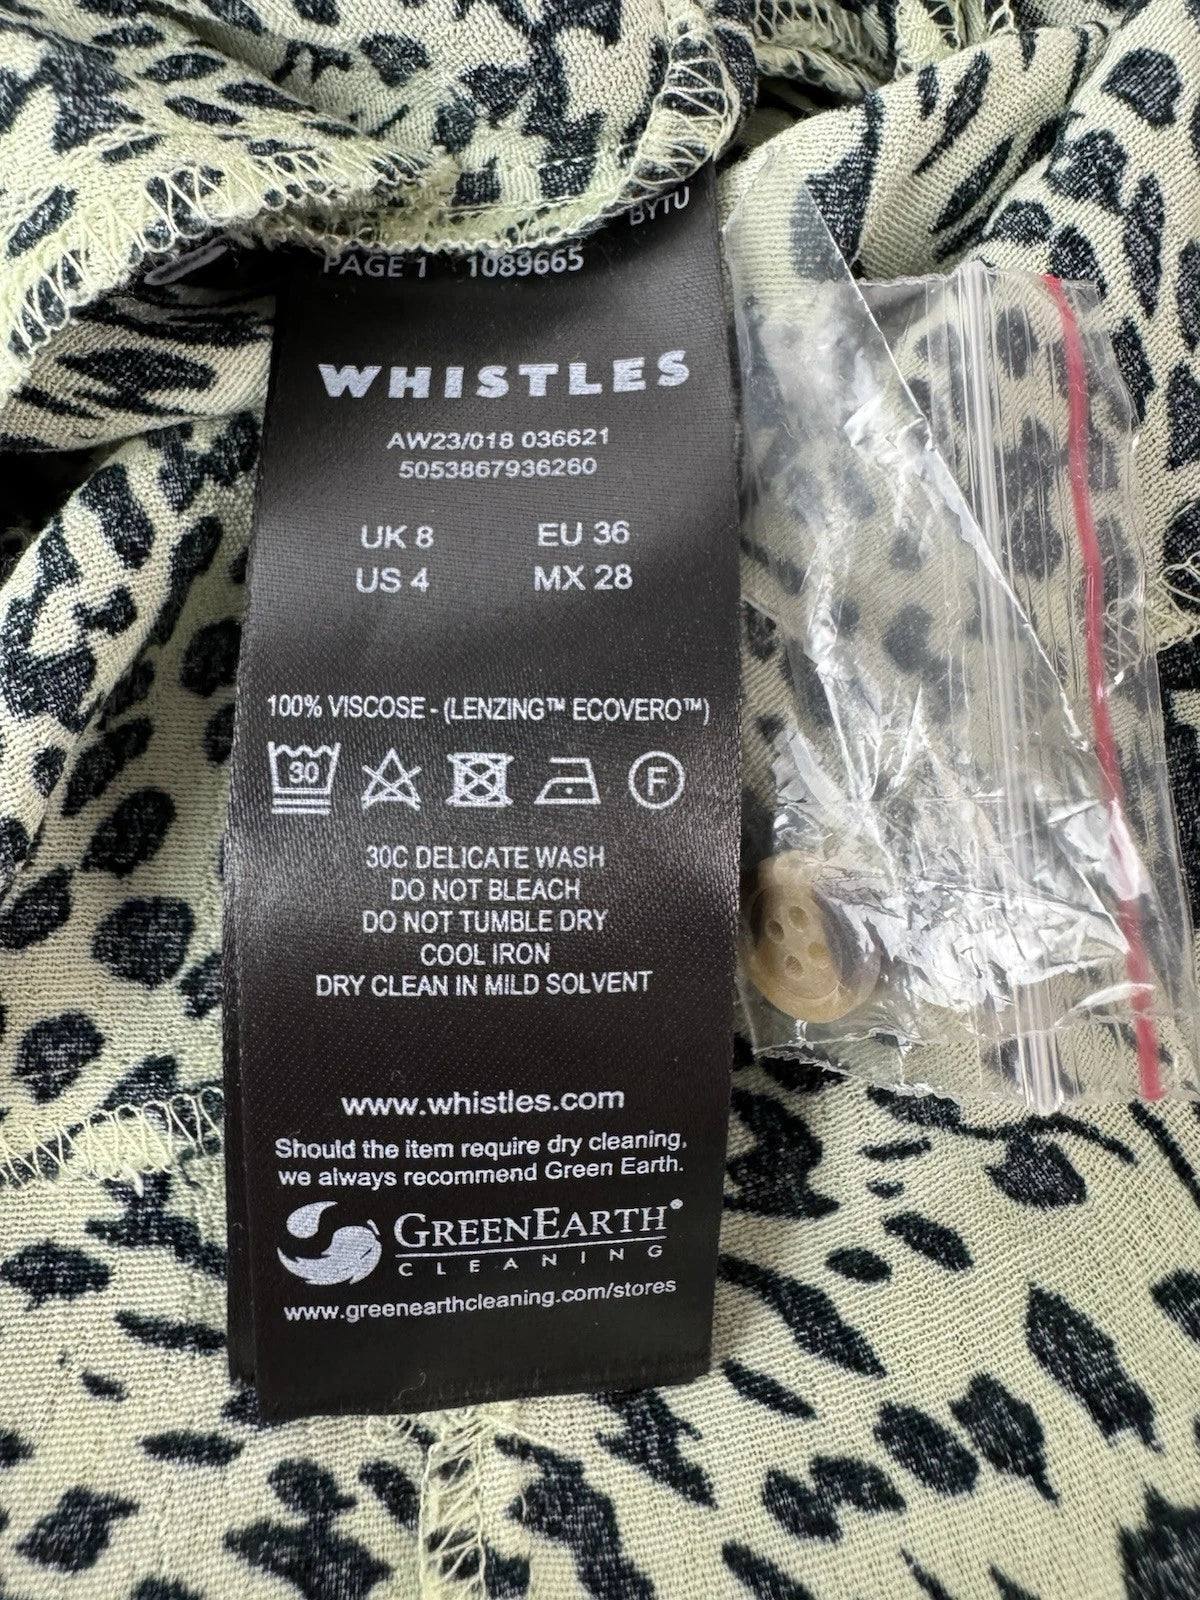 BYTU
PAGE 1 1089665
WHISTLES
AW23/018 036621
5053867936260
UK 8 EU 36
US 4 MX 28
100% VISCOSE - (LENZING™ ECOVERO™)
30 F
30C DELICATE WASH
DO NOT BLEACH
DO NOT TUMBLE DRY
COOL IRON
DRY CLEAN IN MILD SOLVENT
www.whistles.com
Should the item require dry cleaning,
we always recommend Green Earth.
GREENEARTH®
CLEANING
www.greenearthcleaning.com/stores